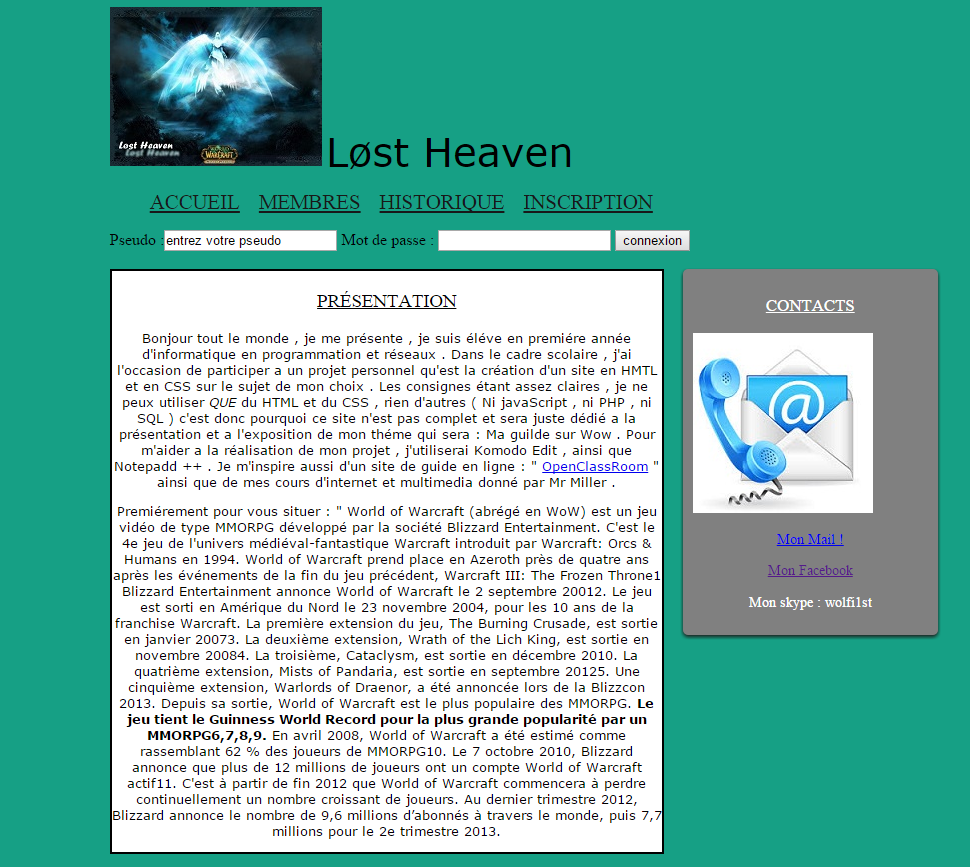 Lost Heaven
Lost Heaven
WORLD
WARCRAFT
Løst Heaven
ACCUEIL MEMBRES HISTORIQUE INSCRIPTION
Pseudo : entrez votre pseudo Mot de passe : connexion
PRÉSENTATION
Bonjour tout le monde , je me présente , je suis éléve en premiére année
d'informatique en programmation et réseaux . Dans le cadre scolaire , j'ai
l'occasion de participer a un projet personnel qu'est la création d'un site en HMTL
et en CSS sur le sujet de mon choix . Les consignes étant assez claires , je ne
peux utiliser QUE du HTML et du CSS , rien d'autres ( Ni javaScript , ni PHP , ni
SQL ) c'est donc pourquoi ce site n'est pas complet et sera juste dédié a la
présentation et a l'exposition de mon théme qui sera : Ma guilde sur Wow . Pour
m'aider a la réalisation de mon projet , j'utiliserai Komodo Edit , ainsi que
Notepadd ++ . Je m'inspire aussi d'un site de guide en ligne : " OpenClassRoom "
ainsi que de mes cours d'internet et multimedia donné par Mr Miller .
Premiérement pour vous situer : " World of Warcraft (abrégé en WoW) est un jeu
vidéo de type MMORPG développé par la société Blizzard Entertainment. C'est le
4e jeu de l'univers médiéval-fantastique Warcraft introduit par Warcraft: Orcs &
Humans en 1994. World of Warcraft prend place en Azeroth près de quatre ans
après les événements de la fin du jeu précédent, Warcraft III: The Frozen Throne1
Blizzard Entertainment annonce World of Warcraft le 2 septembre 20012. Le jeu
est sorti en Amérique du Nord le 23 novembre 2004, pour les 10 ans de la
franchise Warcraft. La première extension du jeu, The Burning Crusade, est sortie
en janvier 20073. La deuxième extension, Wrath of the Lich King, est sortie en
novembre 20084. La troisième, Cataclysm, est sortie en décembre 2010. La
quatrième extension, Mists of Pandaria, est sortie en septembre 20125. Une
cinquième extension, Warlords of Draenor, a été annoncée lors de la Blizzcon
2013. Depuis sa sortie, World of Warcraft est le plus populaire des MMORPG. Le
jeu tient le Guinness World Record pour la plus grande popularité par un
MMORPG6,7,8,9. En avril 2008, World of Warcraft a été estimé comme
rassemblant 62 % des joueurs de MMORPG10. Le 7 octobre 2010, Blizzard
annonce que plus de 12 millions de joueurs ont un compte World of Warcraft
actif11. C'est à partir de fin 2012 que World of Warcraft commencera à perdre
continuellement un nombre croissant de joueurs. Au dernier trimestre 2012,
Blizzard annonce le nombre de 9,6 millions d’abonnés à travers le monde, puis 7,7
millions pour le 2e trimestre 2013.
CONTACTS
@
Mon Mail !
Mon Facebook
Mon skype : wolfi1st